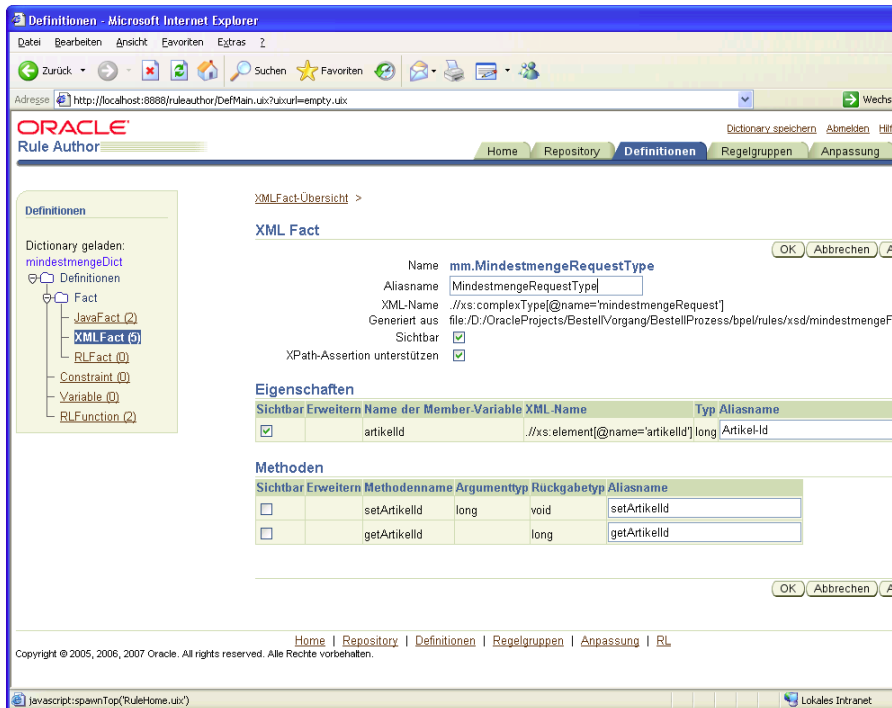 Definitionen - Microsoft Internet Explorer
Datei Bearbeiten Ansicht Favoriten Extras ?
Zurück Suchen Favoriten
Adresse http://localhost:8888/ruleauthor/DefMain.uix?uixurl=empty.uix Wechs
ORACLE
Rule Author
Dictionary speichern Abmelden Hilf
Home Repository Definitionen Regelgruppen Anpassung
Definitionen
Dictionary geladen:
mindestmengeDict
Definitionen
Fact
JavaFact (2)
XMLFact (5)
RLFact (0)
Constraint (0)
Variable (0)
RLFunction (2)
XMLFact-Übersicht >
XML Fact
OK Abbrechen A
Name mm.MindestmengeRequestType
Aliasname MindestmengeRequestType
XML-Name .//xs:complexType[@name='mindestmengeRequest']
Generiert aus file:/D:/OracleProjects/BestellVorgang/BestellProzess/bpel/rules/xsd/mindestmengeF
Sichtbar
XPath-Assertion unterstützen
Eigenschaften
Sichtbar Erweitern Name der Member-Variable XML-Name Typ Aliasname
artikelId .//xs:element[@name='artikelId'] long Artikel-Id
Methoden
Sichtbar Erweitern Methodenname Argumenttyp Rückgabetyp Aliasname
setArtikelId long void setArtikelId
getArtikelId long getArtikelId
OK Abbrechen A
Home | Repository | Definitionen | Regelgruppen | Anpassung | RL
Copyright © 2005, 2006, 2007 Oracle. All rights reserved. Alle Rechte vorbehalten.
javascript:spawnTop('RuleHome.uix') Lokales Intranet